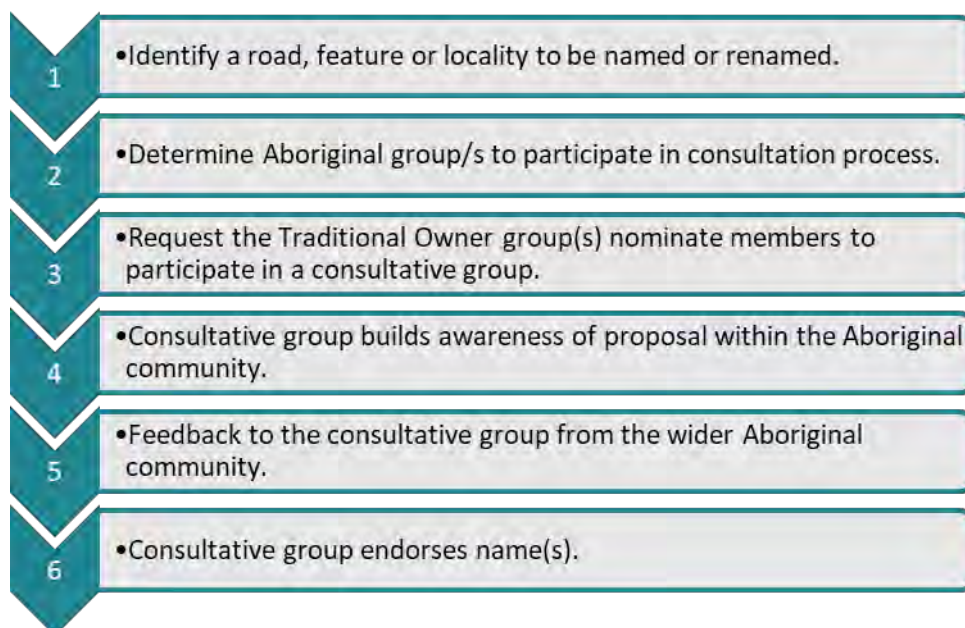 1
•Identify a road, feature or locality to be named or renamed.
2
•Determine Aboriginal group/s to participate in consultation process.
3
•Request the Traditional Owner group(s) nominate members to
participate in a consultative group.
4
•Consultative group builds awareness of proposal within the Aboriginal
community.
5
•Feedback to the consultative group from the wider Aboriginal
community.
6
•Consultative group endorses name(s).